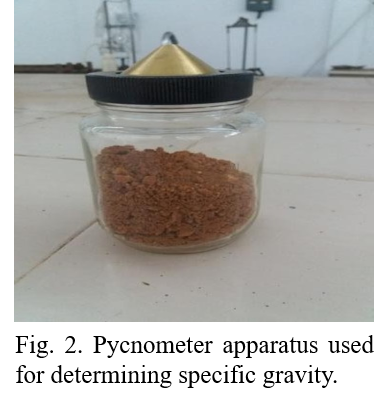 Fig. 2. Pycnometer apparatus used
for determining specific gravity.